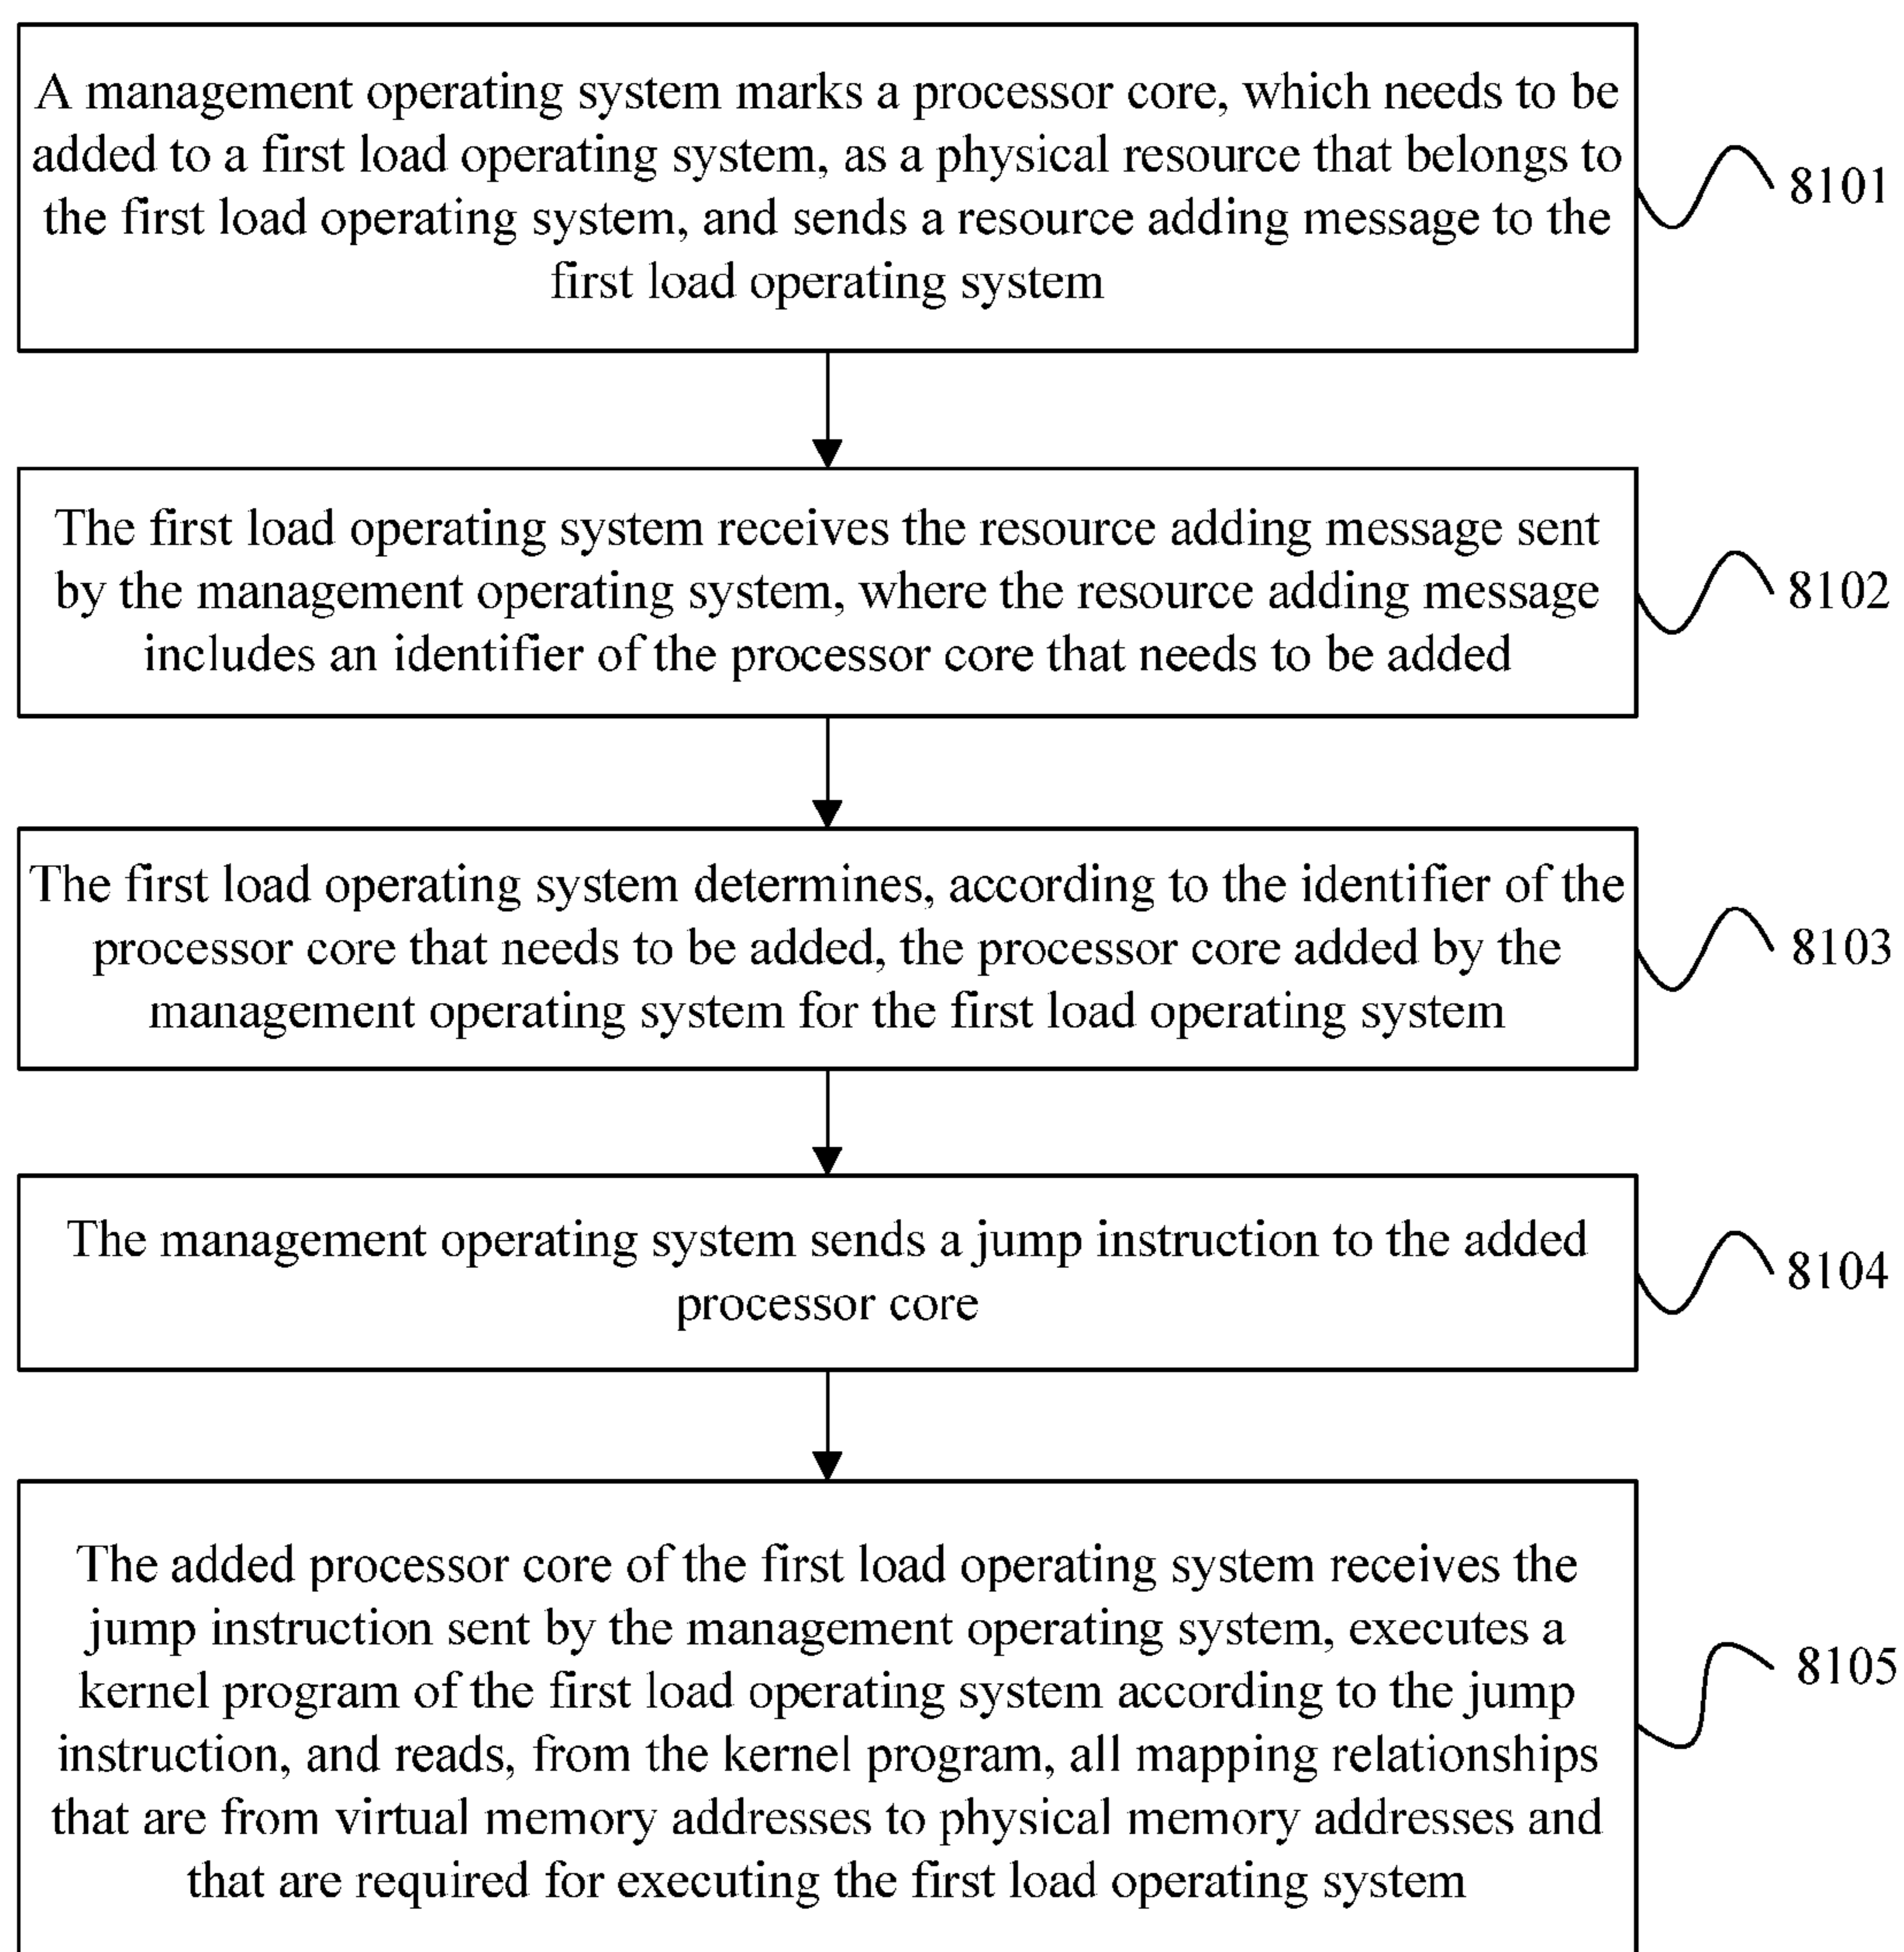 A management operating system marks a processor core, which needs to be
added to a first load operating system, as a physical resource that belongs to
the first load operating system, and sends a resource adding message to the
first load operating system
8101
The first load operating system receives the resource adding message sent
by the management operating system, where the resource adding message
includes an identifier of the processor core that needs to be added
8102
The first load operating system determines, according to the identifier of the
processor core that needs to be added, the processor core added by the
management operating system for the first load operating system
8103
The management operating system sends a jump instruction to the added
processor core
8104
The added processor core of the first load operating system receives the
jump instruction sent by the management operating system, executes a
kernel program of the first load operating system according to the jump
instruction, and reads, from the kernel program, all mapping relationships
that are from virtual memory addresses to physical memory addresses and
that are required for executing the first load operating system
8105